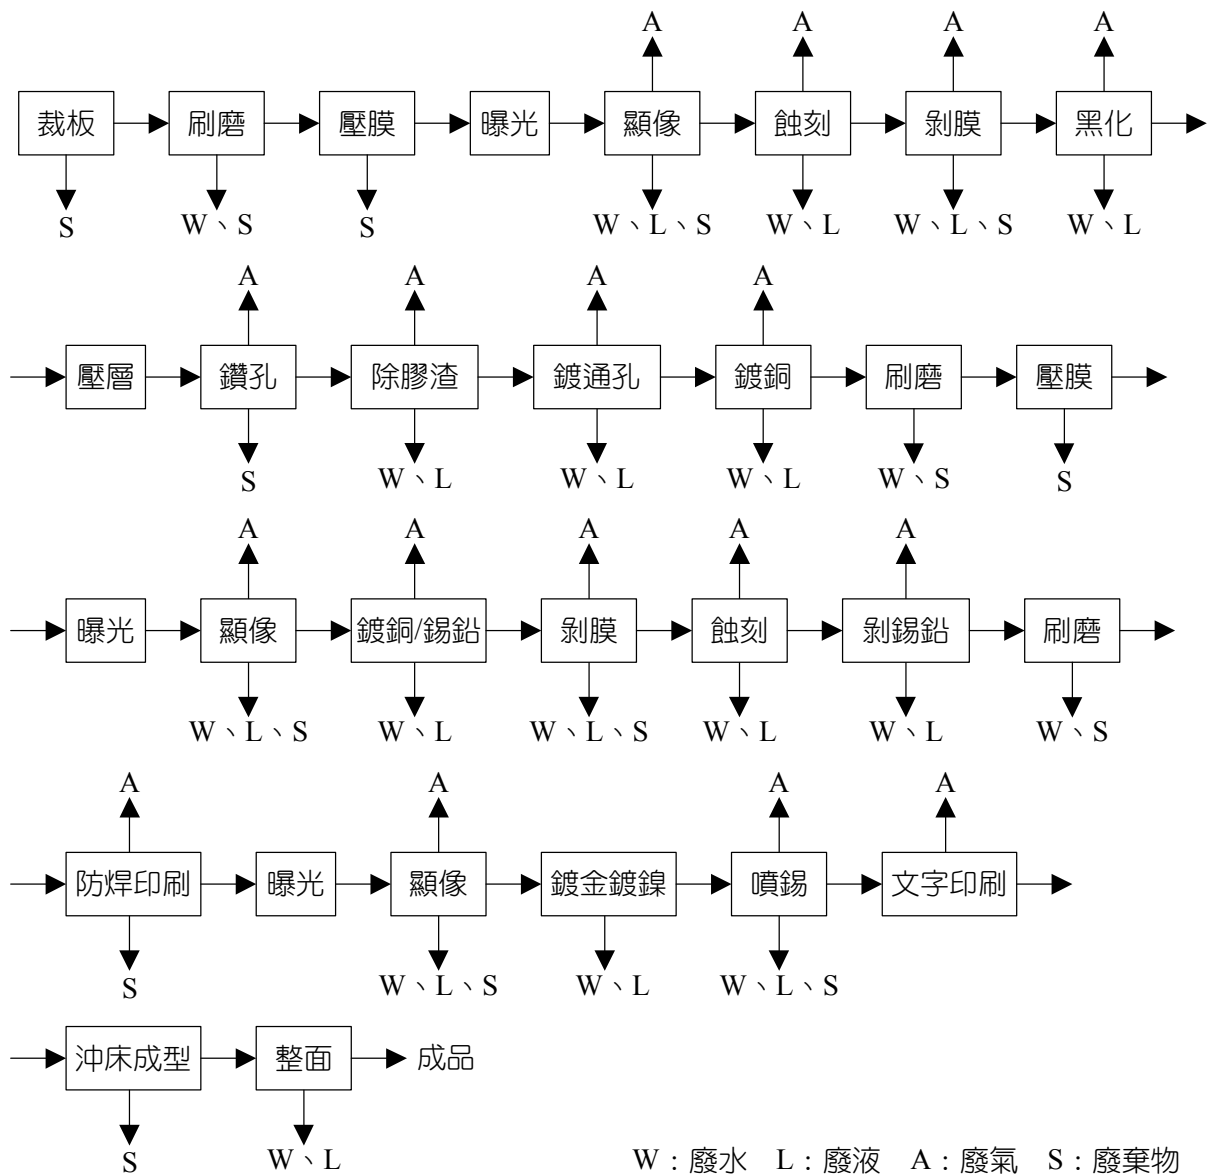 A A A A
裁板 刷磨 壓膜 曝光 顯像 蝕刻 剝膜 黑化
S W、S S W、L、S W、L W、L、S W、L
A A A A
壓層 鑽孔 除膠渣 鍍通孔 鍍銅 刷磨 壓膜
S W、L W、L W、L W、S S
A A A A A
曝光 顯像 鍍銅/錫鉛 剝膜 蝕刻 剝錫鉛 刷磨
W、L、S W、L W、L、S W、L W、L W、S
A A A A
防焊印刷 曝光 顯像 鍍金鍍鎳 噴錫 文字印刷
S W、L、S W、L W、L、S
沖床成型 整面 成品
S W、L
W：廢水 L：廢液 A：廢氣 S：廢棄物